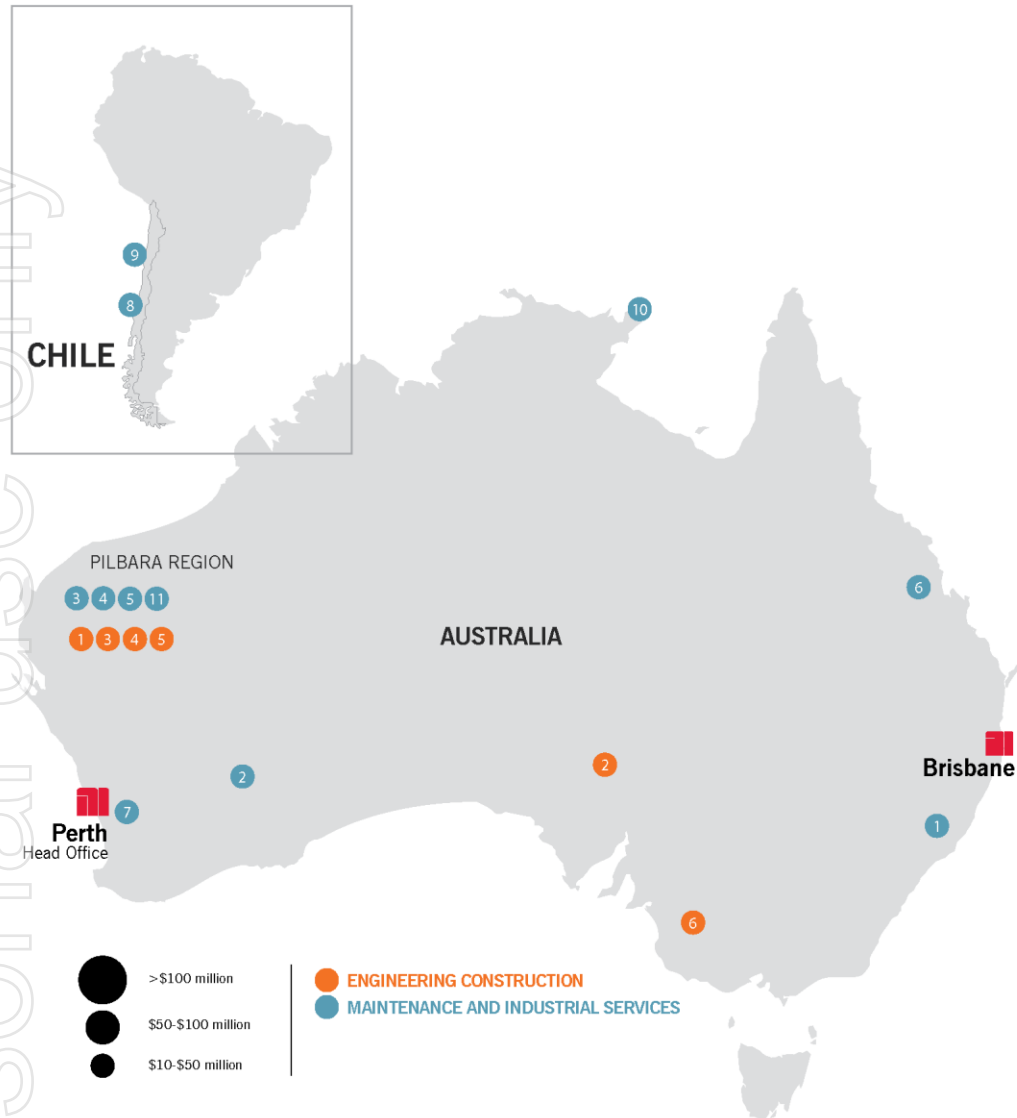 9
8
CHILE
10
PILBARA REGION
3 4 5 11
1 3 4 5
AUSTRALIA
6
2
2
Brisbane
7
Perth
Head Office
1
6
>$100 million
$50-$100 million
$10-$50 million
ENGINEERING CONSTRUCTION
MAINTENANCE AND INDUSTRIAL SERVICES